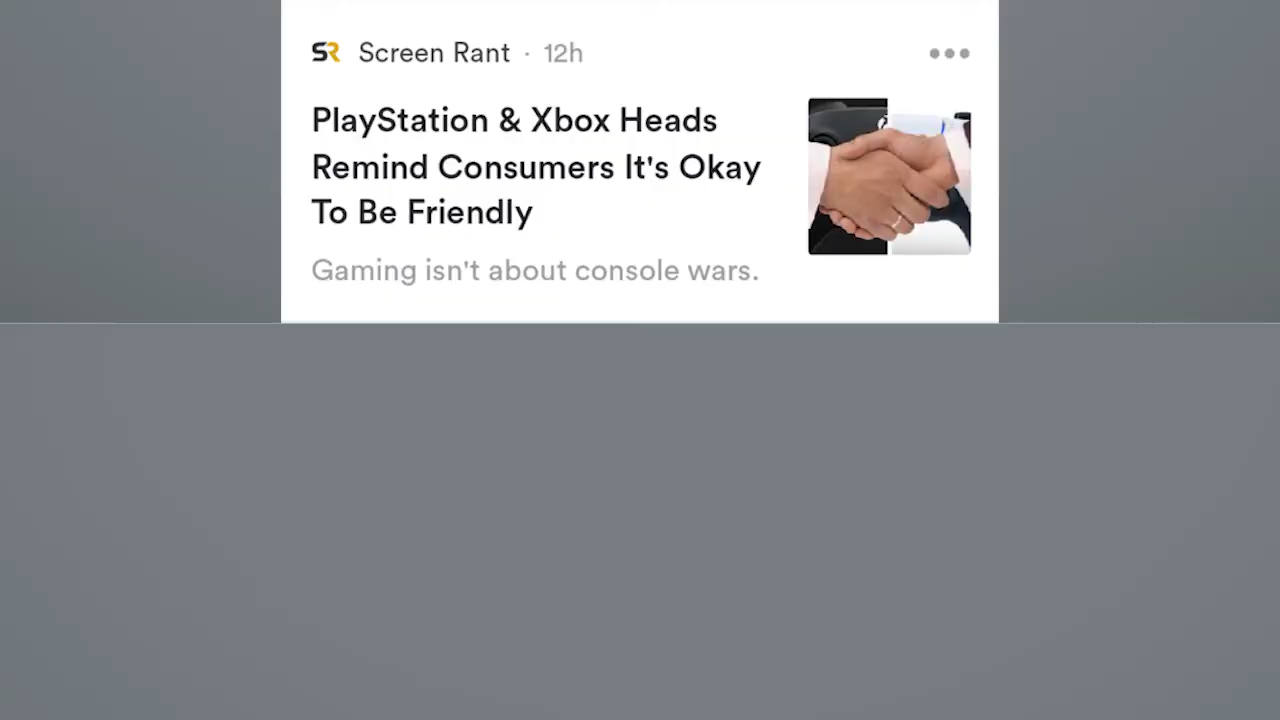 SR Screen Rant · 12h
PlayStation & Xbox Heads
Remind Consumers It's Okay
To Be Friendly
Gaming isn't about console wars.